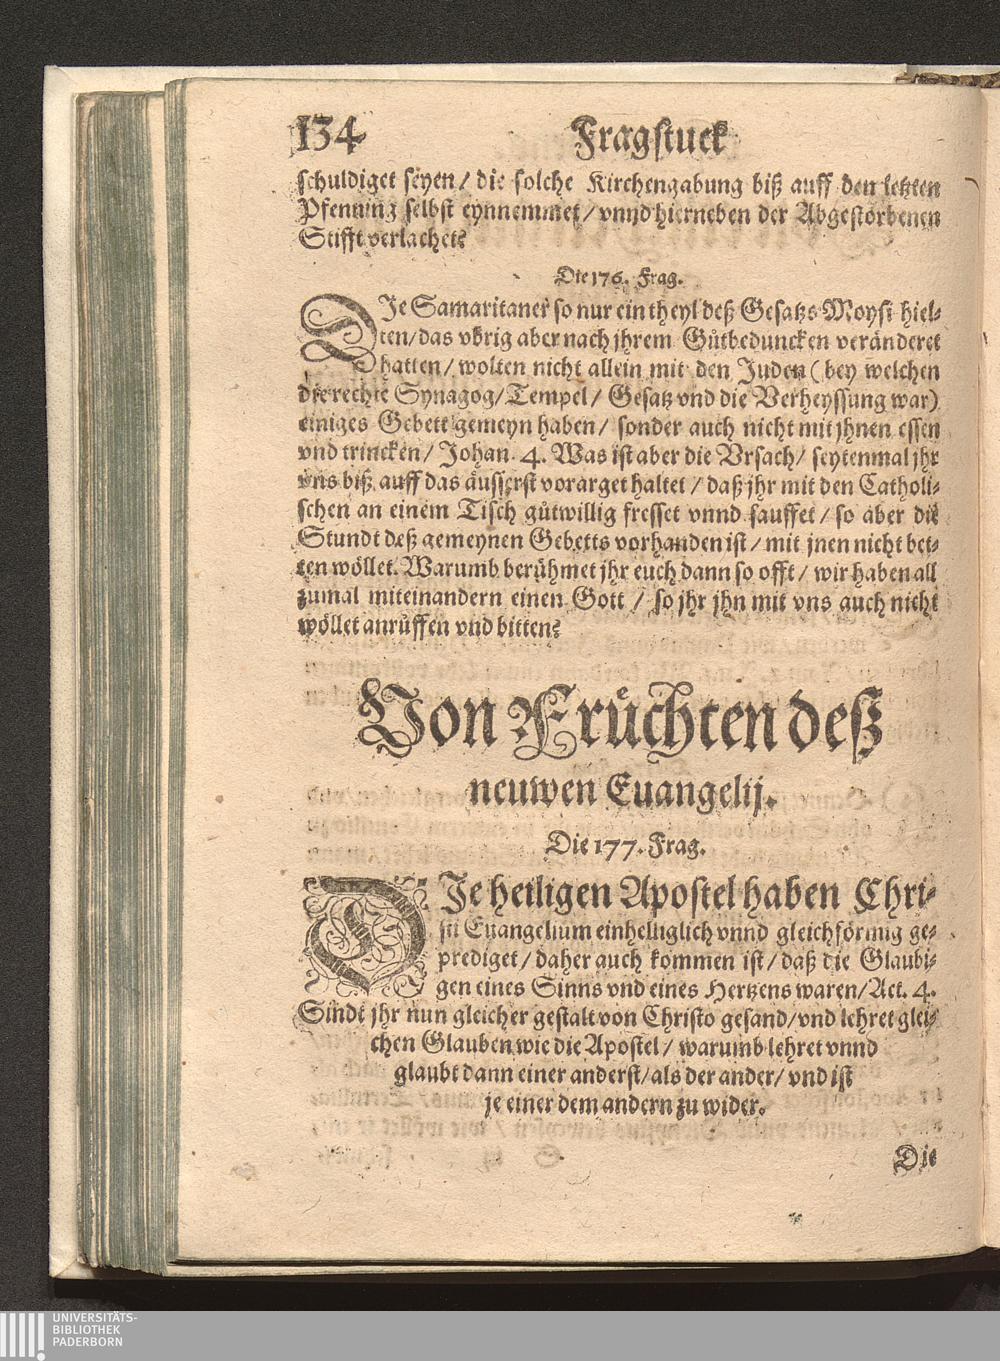 134 Fragstuck
schuldiget seyen / die solche Kirchengabung biß auff den letzten
Pfenning selbst eynnemmet / vnnd hierneben der Abgestorbenen
Stifft verlachet?
Die 176. Frag.
DIe Samaritaner so nur ein theyl deß Gesatzs Moysi hiel-
ten / das vbrig aber nach jhrem Gůtbeduncken veränderet
hatten / wolten nicht allein mit den Juden (bey welchen
die rechte Synagog / Tempel / Gesatz vnd die Verheyssung war)
einiges Gebett gemeyn haben / sonder auch nicht mit jhnen essen
vnd trincken / Johan. 4. Was ist aber die Vrsach / seytenmal jhr
vns biß auff das äusserst vorarget haltet / daß jhr mit den Catholi-
schen an einem Tisch gůtwillig fresset vnnd sauffet / so aber die
Stundt deß gemeynen Gebetts vorhanden ist / mit jnen nicht bet-
ten wöllet. Warumb berühmet jhr euch dann so offt / wir haben all
zumal miteinandern einen Gott / so jhr jhn mit vns auch nicht
wöllet anrüffen vnd bitten?
Von Früchten deß
neuwen Euangelij.
Die 177. Frag.
DIe heiligen Apostel haben Chri-
sti Euangelium einhelliglich vnnd gleichförmig ge-
prediget / daher auch kommen ist / daß die Glaubi-
gen eines Sinns vnd eines Hertzens waren / Act. 4.
Sindt jhr nun gleicher gestalt von Christo gesand / vnd lehret glei-
chen Glauben wie die Apostel / warumb lehret vnnd
glaubt dann einer anderst / als der ander / vnd ist
je einer dem andern zu wider.
Die
UNIVERSITÄTS-
BIBLIOTHEK
PADERBORN